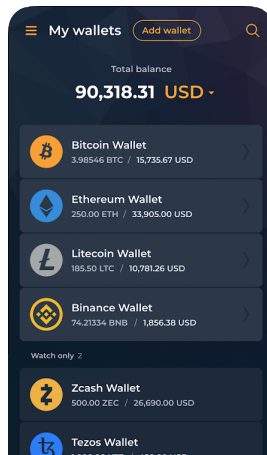 My wallets Add wallet
Total balance
90,318.31 USD
Bitcoin Wallet
3.98546 BTC / 15,735.67 USD
Ethereum Wallet
250.00 ETH / 33,905.00 USD
Litecoin Wallet
185.50 LTC / 10,781.26 USD
Binance Wallet
74.21334 BNB / 1,856.38 USD
Watch only 2
Zcash Wallet
500.00 ZEC / 26,690.00 USD
Tezos Wallet